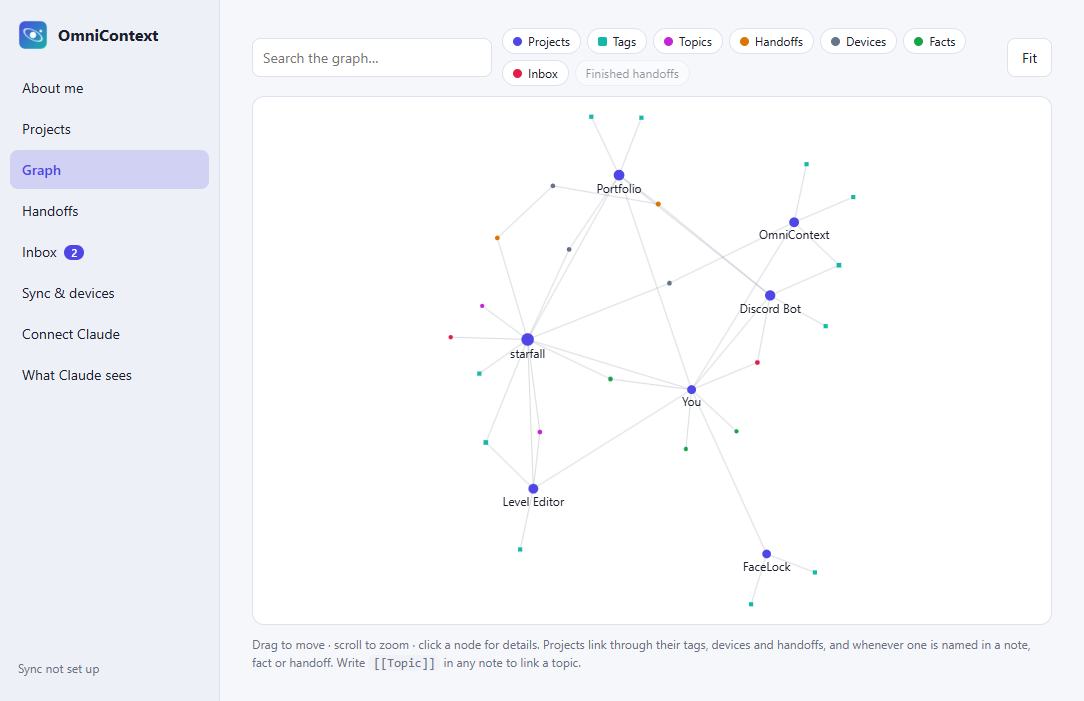 OmniContext
About me
Projects
Graph
Handoffs
Inbox 2
Sync & devices
Connect Claude
What Claude sees
Sync not set up
Search the graph...
Projects
Tags
Topics
Handoffs
Devices
Facts
Inbox
Finished handoffs
Fit
Portfolio
OmniContext
Discord Bot
starfall
You
Level Editor
FaceLock
Drag to move · scroll to zoom · click a node for details. Projects link through their tags, devices and handoffs, and whenever one is named in a note,
fact or handoff. Write [[Topic]] in any note to link a topic.